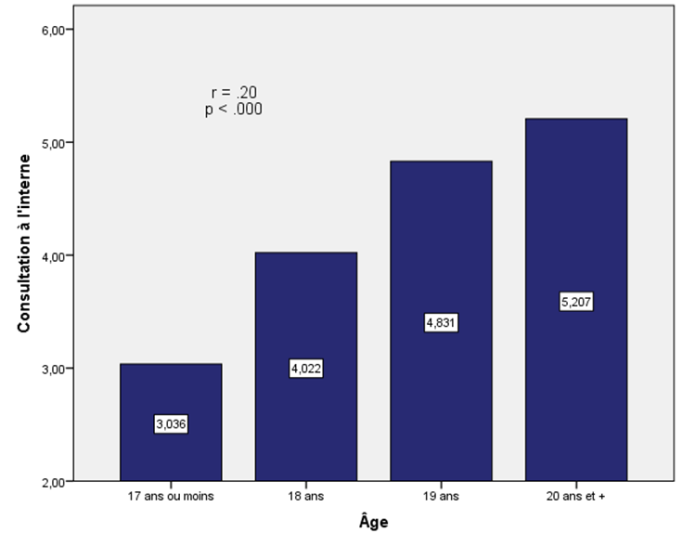 6,00
r = .20
p < .000
5,00
4,00
3,00
2,00
Consultation à l'interne
3,036
4,022
4,831
5,207
17 ans ou moins
18 ans
19 ans
20 ans et +
Âge